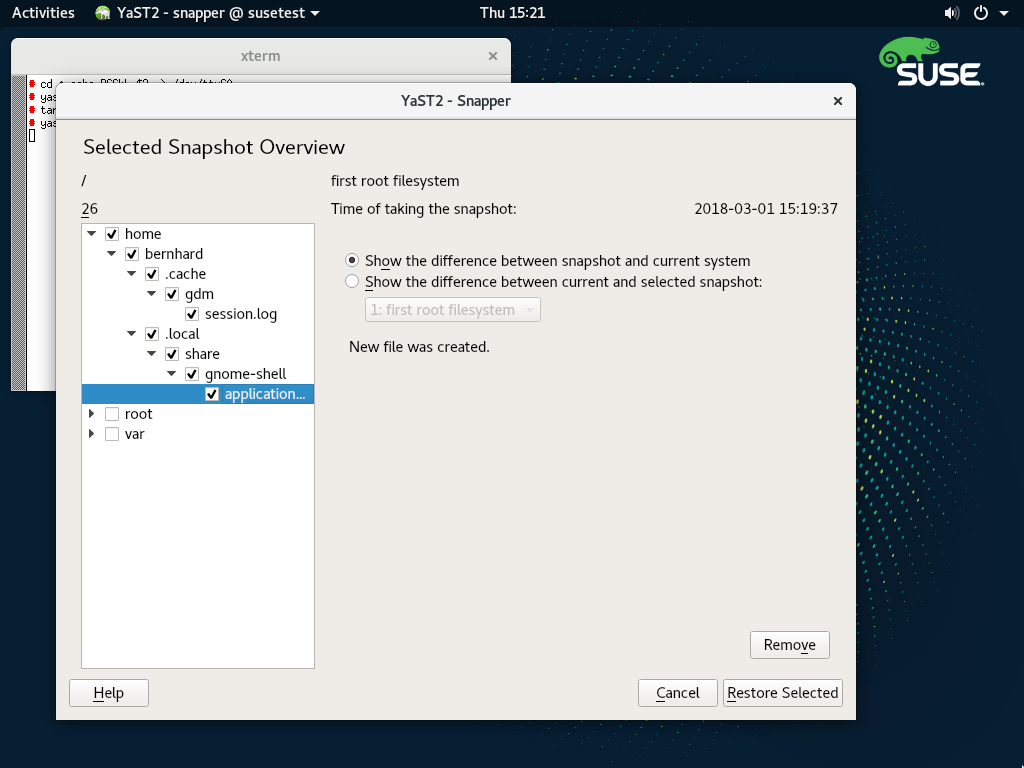 Activities YaST2 - snapper @ susetest Thu 15:21
SUSE
xterm
cd
yas
tar
yas
YaST2 - Snapper
Selected Snapshot Overview
/ first root filesystem
26 Time of taking the snapshot: 2018-03-01 15:19:37
home
bernhard
.cache
gdm
session.log
.local
share
gnome-shell
application...
root
var
Show the difference between snapshot and current system
Show the difference between current and selected snapshot:
1: first root filesystem
New file was created.
Remove
Help Cancel Restore Selected